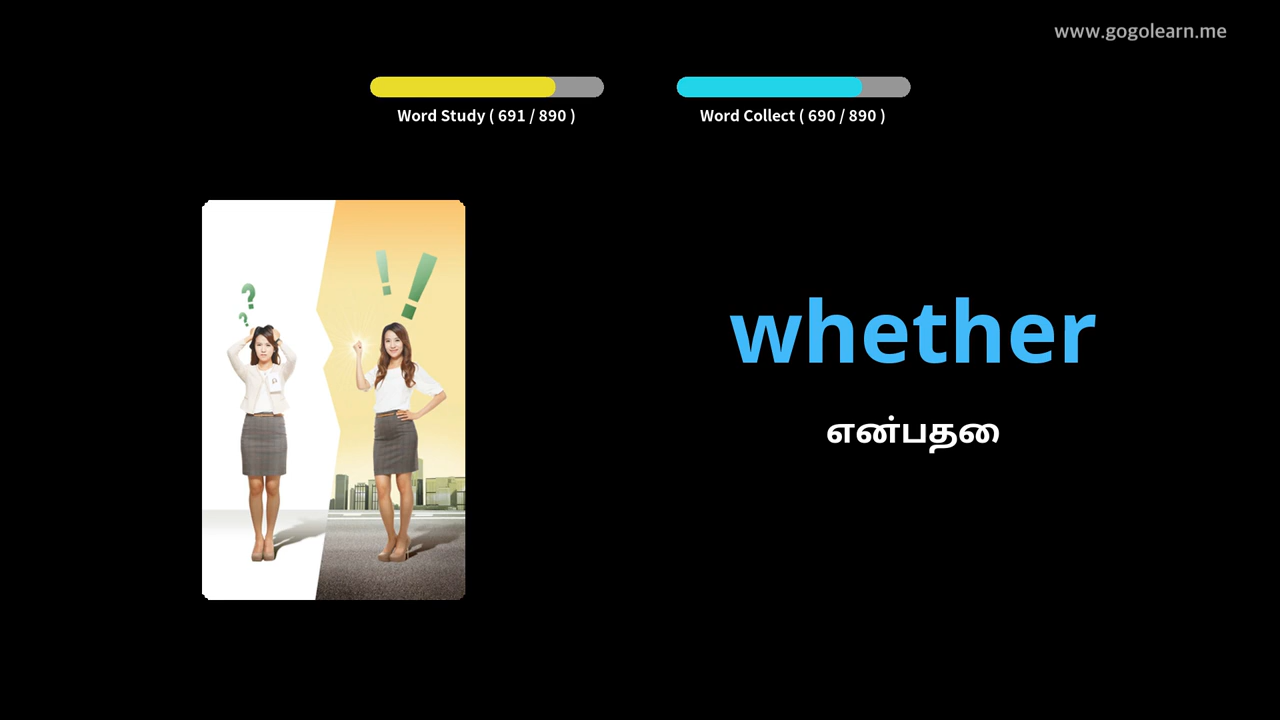 www.gogolearn.me
Word Study ( 691 / 890 )
Word Collect ( 690 / 890 )
? !!
?
whether
என்பதை